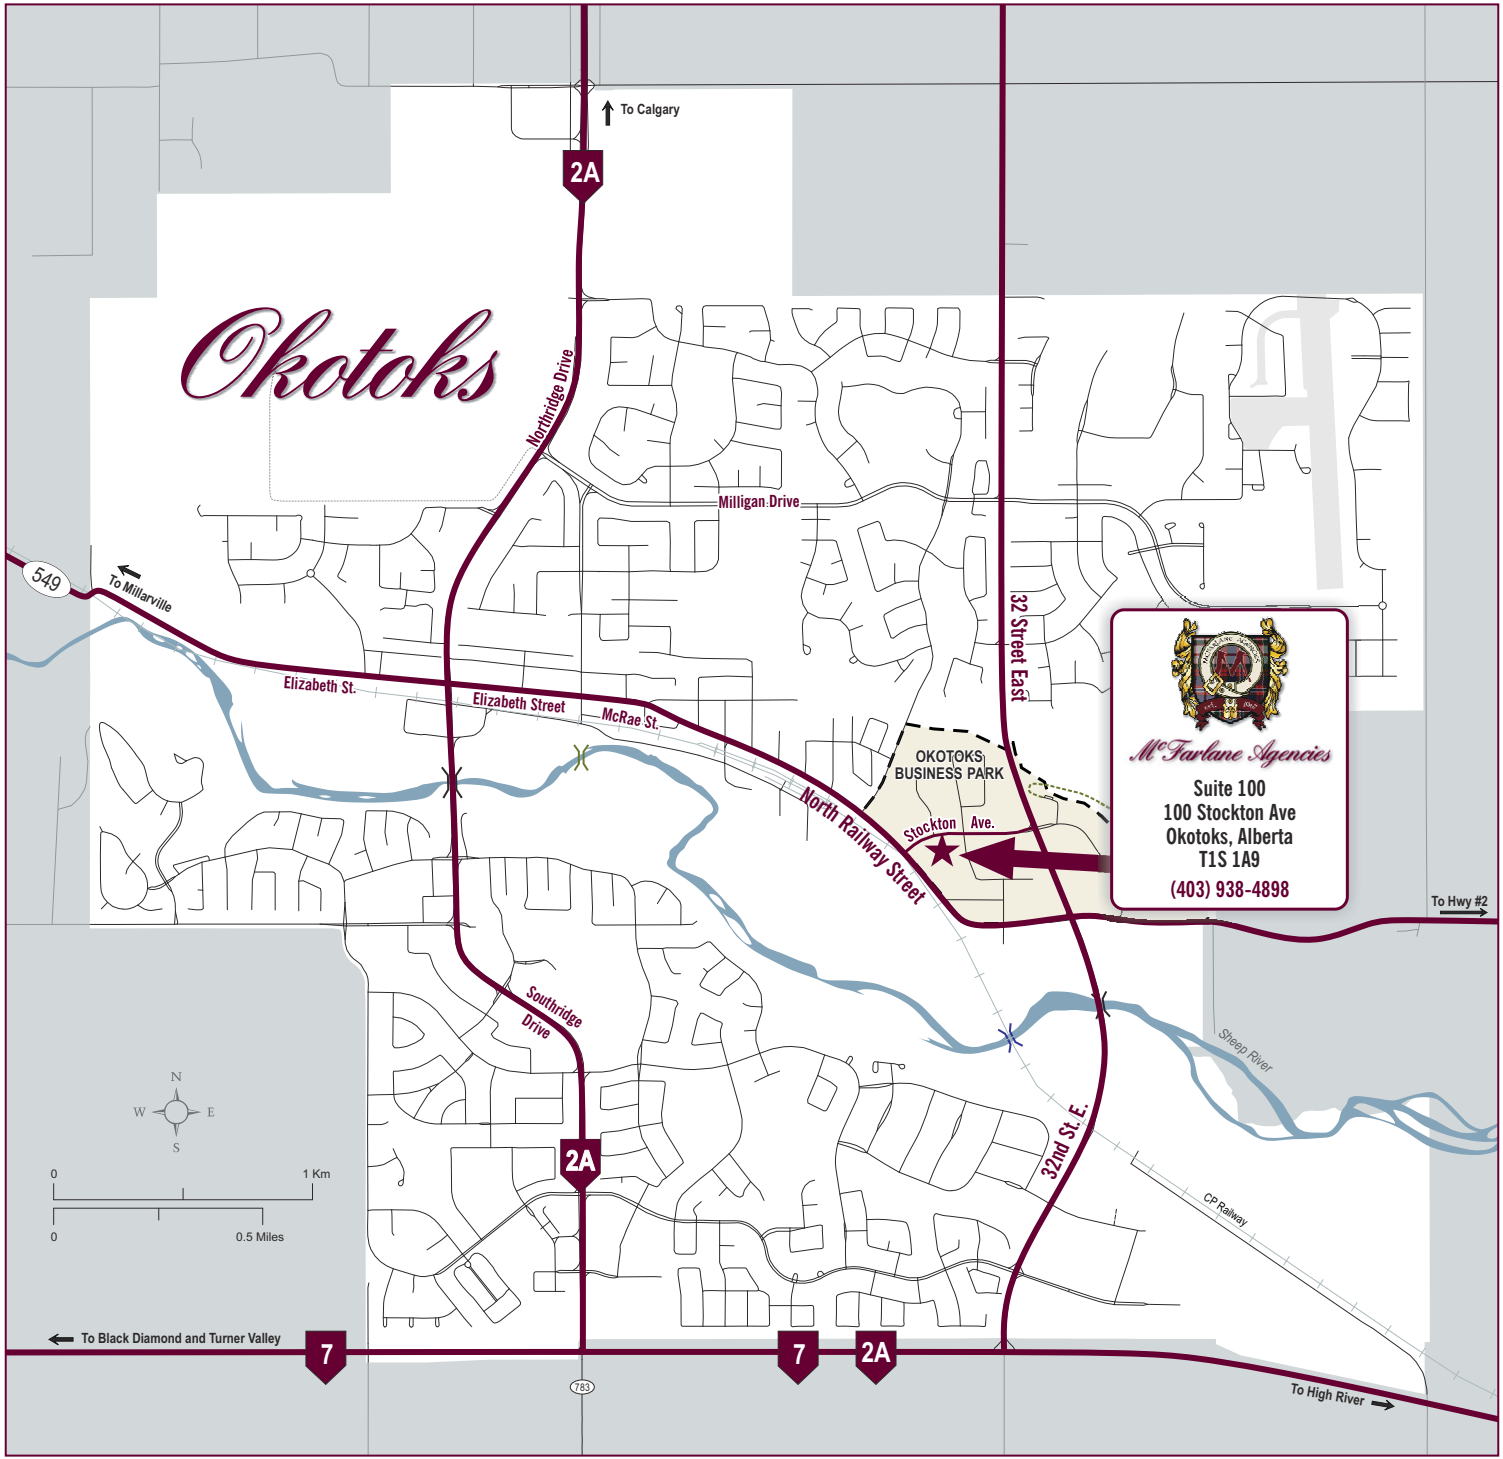 To Calgary
2A
Okotoks
Northridge Drive
Milligan Drive
549
To Millarville
32 Street East
Elizabeth St.
Elizabeth Street
McRae St.
OKOTOKS
BUSINESS PARK
North Railway Street
Stockton Ave.
McFarlane Agencies
Suite 100
100 Stockton Ave
Okotoks, Alberta
T1S 1A9
(403) 938-4898
To Hwy #2
Southridge
Drive
Sheep River
N
W E
S
32nd St. E.
2A
0 1 Km
0 0.5 Miles
CP Railway
To Black Diamond and Turner Valley
7
7
2A
783
To High River